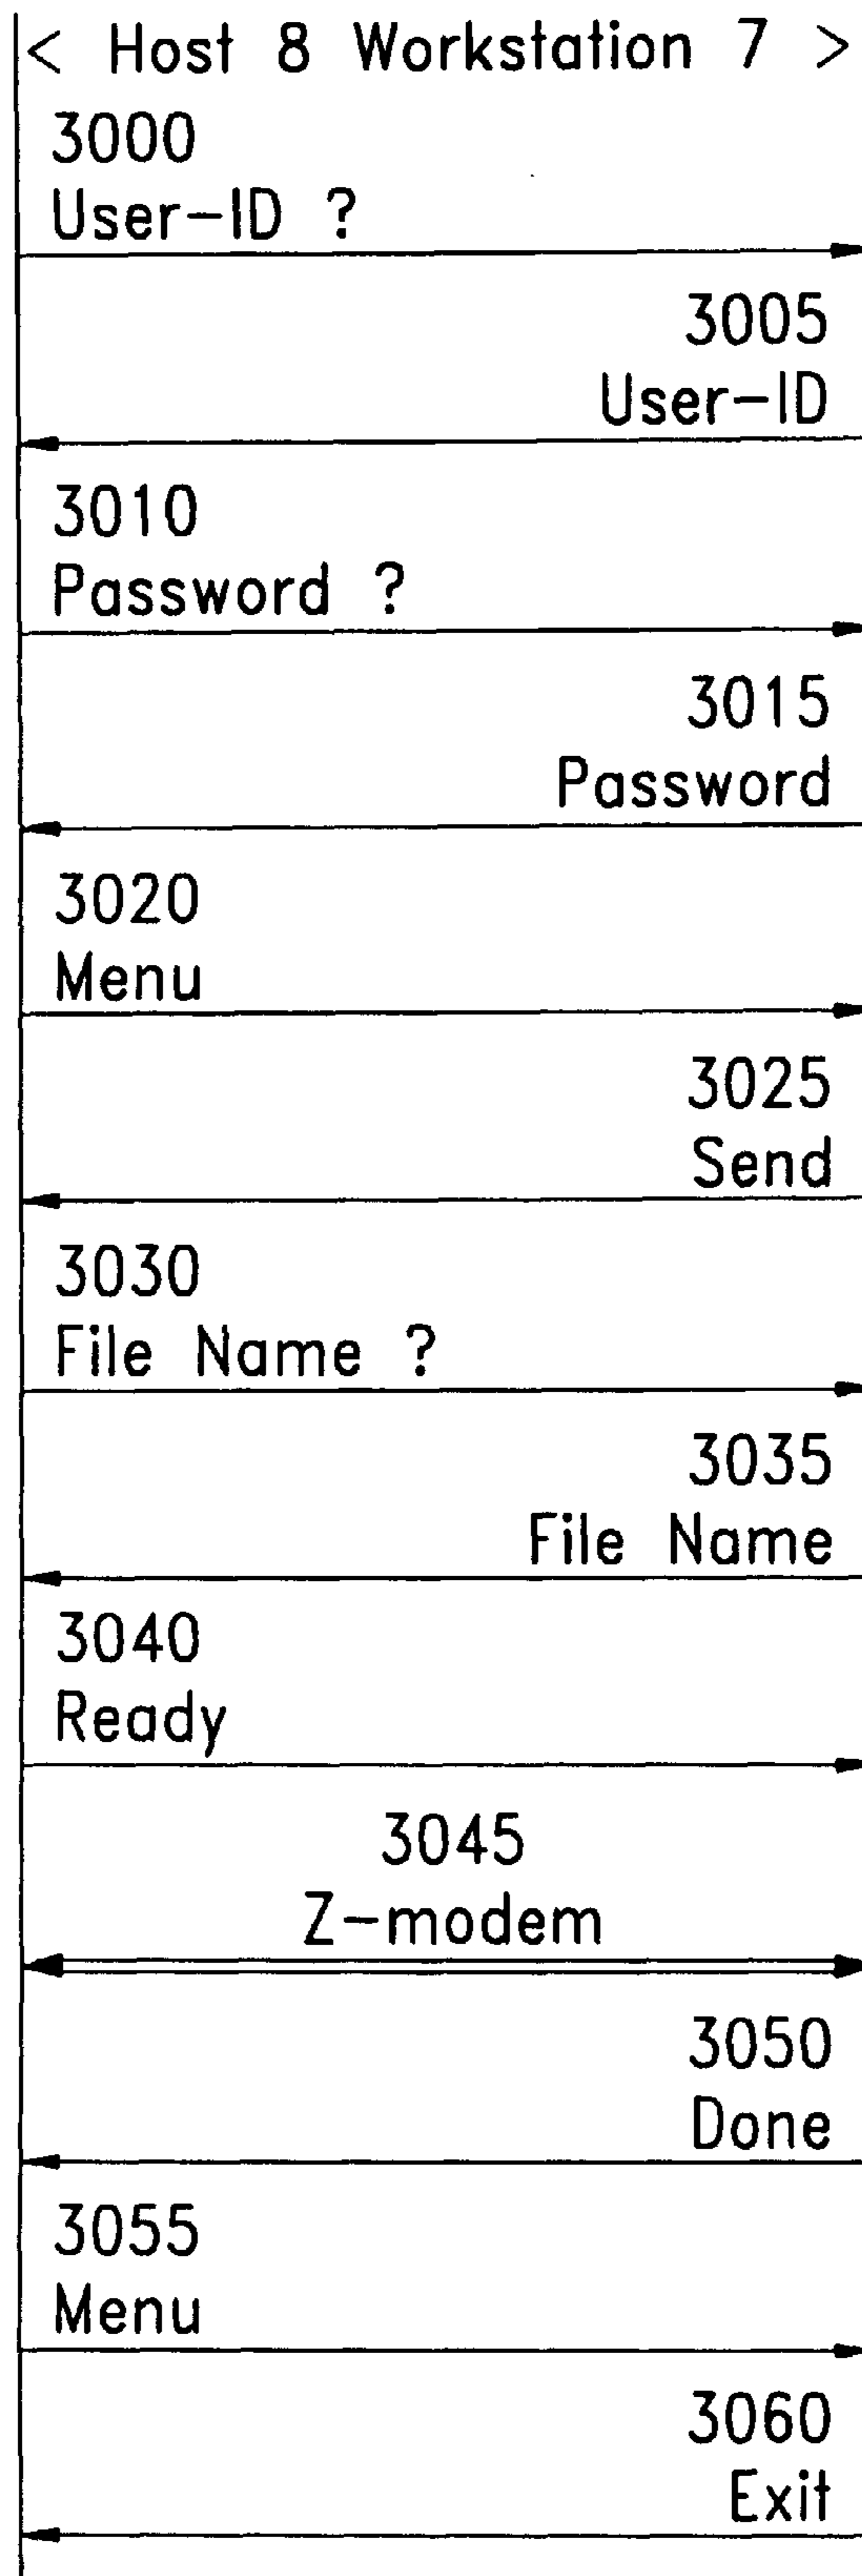 < Host 8 Workstation 7 >
3000
User-ID ?
3005
User-ID
3010
Password ?
3015
Password
3020
Menu
3025
Send
3030
File Name ?
3035
File Name
3040
Ready
3045
Z-modem
3050
Done
3055
Menu
3060
Exit